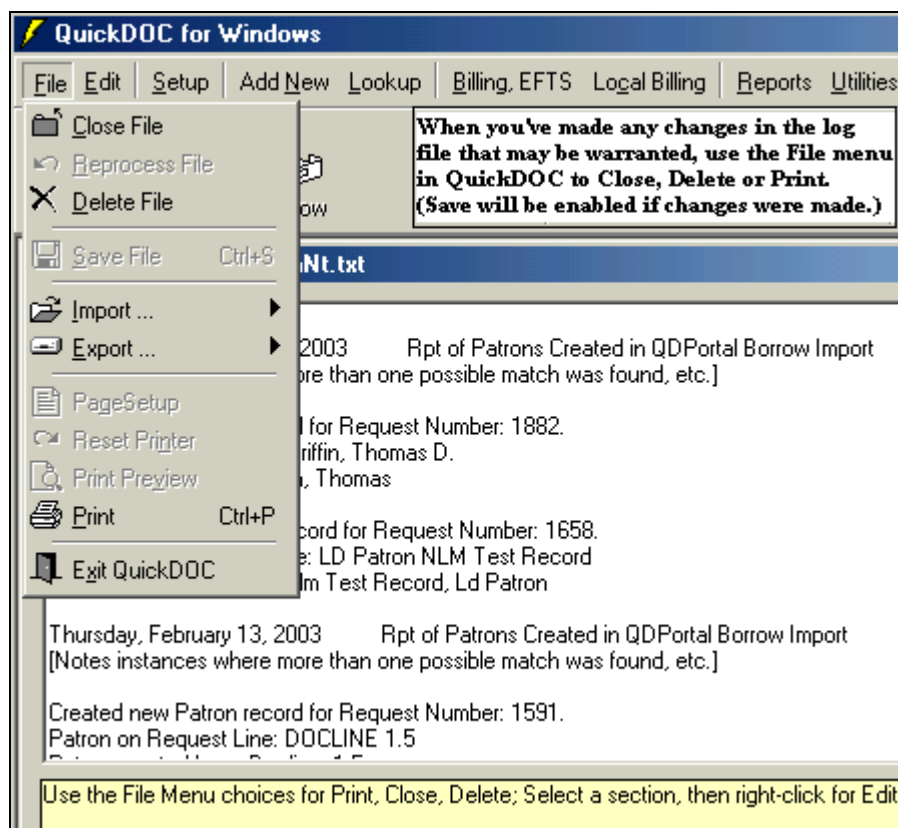 QuickDOC for Windows
File Edit Setup Add New Lookup Billing, EFTS Local Billing Reports Utilities
When you've made any changes in the log
file that may be warranted, use the File menu
in QuickDOC to Close, Delete or Print.
(Save will be enabled if changes were made.)
Close File
Reprocess File
Delete File
Save File Ctrl+S
Import ...
Export ...
PageSetup
Reset Printer
Print Preview
Print Ctrl+P
Exit QuickDOC
ow
Nt.txt
2003 Rpt of Patrons Created in QDPortal Borrow Import
ore than one possible match was found, etc.]
for Request Number: 1882.
riffin, Thomas D.
, Thomas
cord for Request Number: 1658.
e: LD Patron NLM Test Record
lm Test Record, Ld Patron
Thursday, February 13, 2003 Rpt of Patrons Created in QDPortal Borrow Import
[Notes instances where more than one possible match was found, etc.]
Created new Patron record for Request Number: 1591.
Patron on Request Line: DOCLINE 1.5
Use the File Menu choices for Print, Close, Delete; Select a section, then right-click for Edit